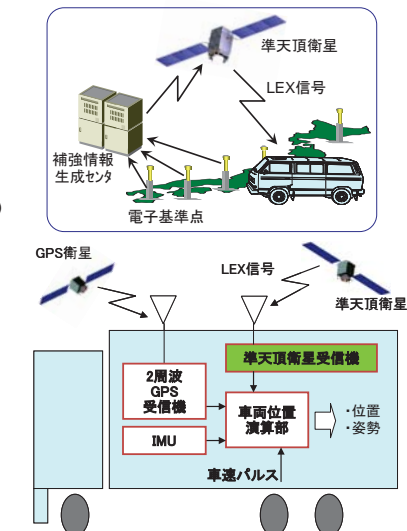 準天頂衛星
LEX信号
補強情報
生成センタ
電子基準点
GPS衛星
LEX信号
準天頂衛星
準天頂衛星受信機
2周波
GPS
受信機
車両位置
演算部
・位置
・姿勢
IMU
車速パルス